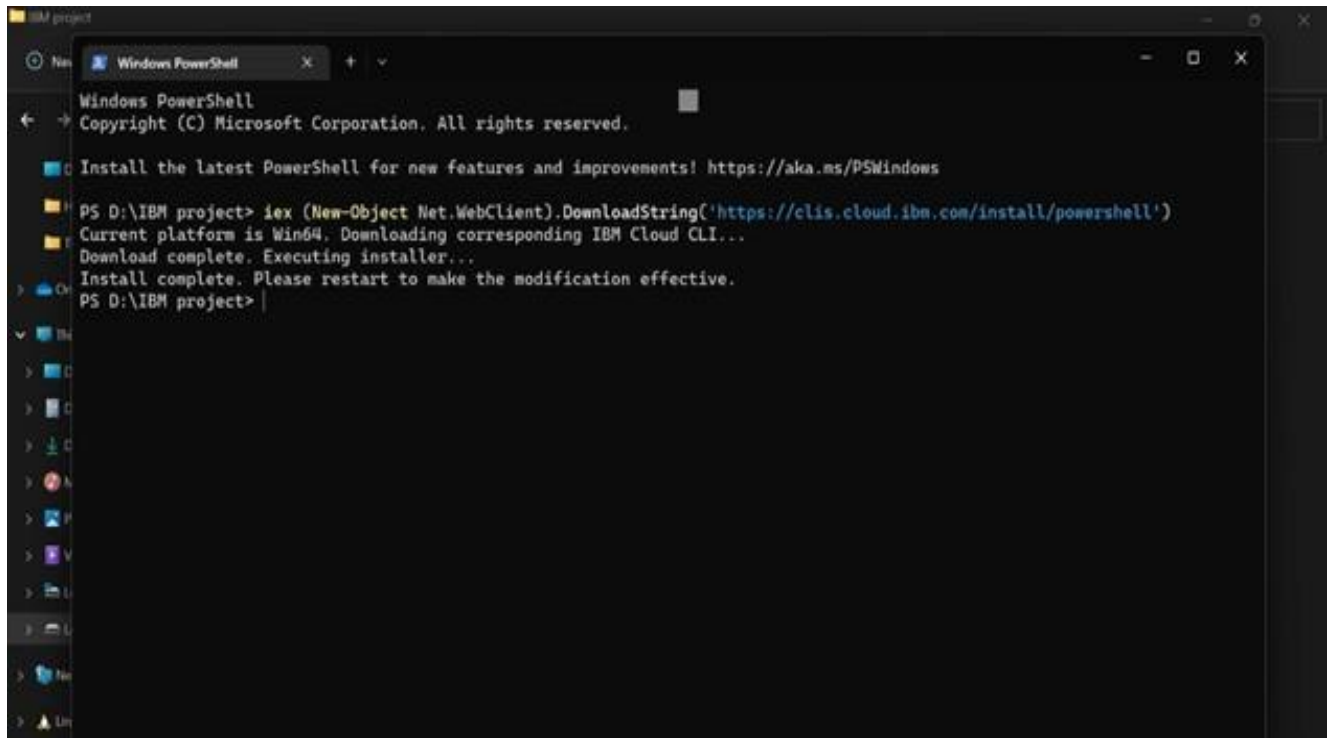 IBM project
Windows PowerShell
Windows PowerShell
Copyright (C) Microsoft Corporation. All rights reserved.
Install the latest PowerShell for new features and improvements! https://aka.ms/PSWindows
PS D:\IBM project> iex (New-Object Net.WebClient).DownloadString('https://clis.cloud.ibm.com/install/powershell')
Current platform is Win64. Downloading corresponding IBM Cloud CLI...
Download complete. Executing installer...
Install complete. Please restart to make the modification effective.
PS D:\IBM project>